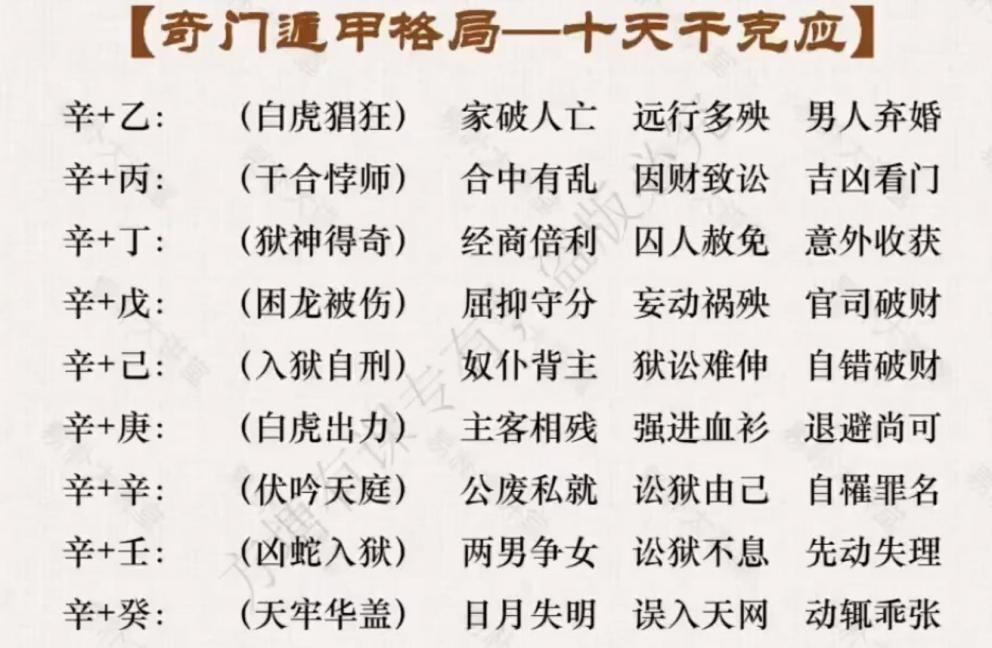 【奇门遁甲格局—十天干克应】
辛+乙： （白虎猖狂） 家破人亡 远行多殃 男人弃婚
辛+丙： （干合悖师） 合中有乱 因财致讼 吉凶看门
辛+丁： （狱神得奇） 经商倍利 囚人赦免 意外收获
辛+戊： （困龙被伤） 屈抑守分 妄动祸殃 官司破财
辛+己： （入狱自刑） 奴仆背主 狱讼难伸 自错破财
辛+庚： （白虎出力） 主客相残 强进血衫 退避尚可
辛+辛： （伏吟天庭） 公废私就 讼狱由己 自罹罪名
辛+壬： （凶蛇入狱） 两男争女 讼狱不息 先动失理
辛+癸： （天牢华盖） 日月失明 误入天网 动辄乖张